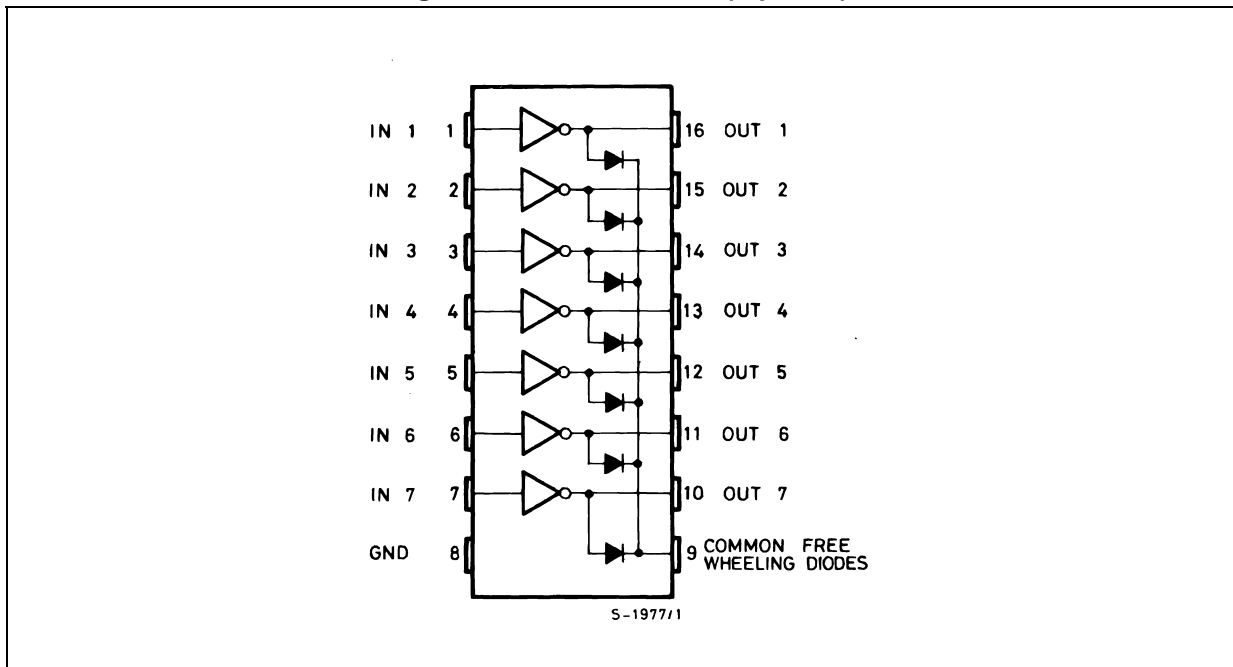 IN 1 1 16 OUT 1
IN 2 2 15 OUT 2
IN 3 3 14 OUT 3
IN 4 4 13 OUT 4
IN 5 5 12 OUT 5
IN 6 6 11 OUT 6
IN 7 7 10 OUT 7
GND 8 9 COMMON FREE
WHEELING DIODES
S-1977/1